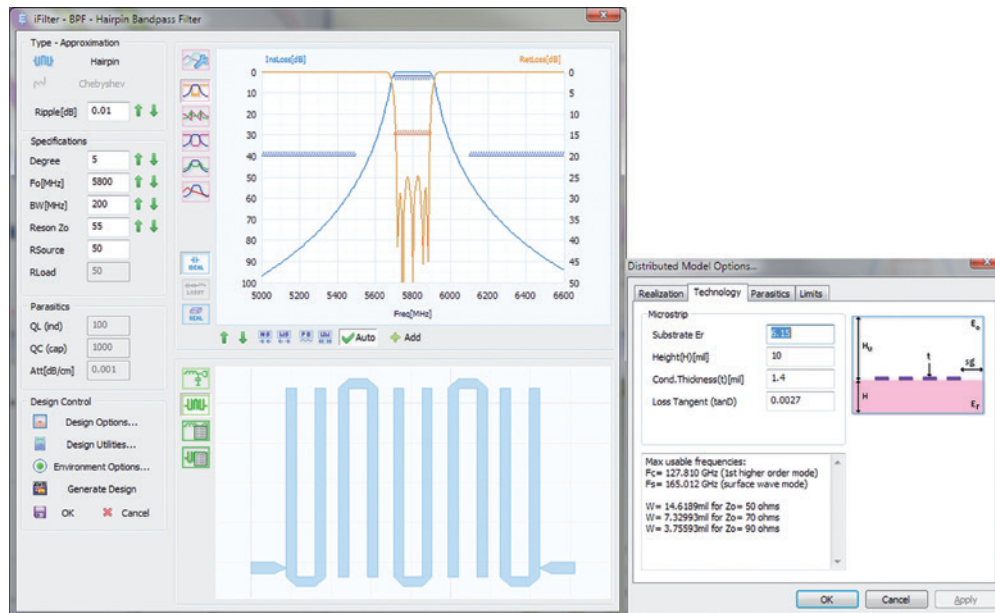 iFilter - BPF - Hairpin Bandpass Filter
Type - Approximation
Hairpin
Chebyshev
Ripple[dB] 0.01
Specifications
Degree 5
Fo[MHz] 5800
BW[MHz] 200
Reson Zo 55
RSource 50
RLoad 50
Parasitics
QL (ind) 100
QC (cap) 1000
Att[dB/cm] 0.001
Design Control
Design Options...
Design Utilities...
Environment Options...
Generate Design
OK Cancel
IDEAL
LOSSY
REAL
InsLoss[dB] RetLoss[dB]
0 0
10 5
20 10
30 15
40 20
50 25
60 30
70 35
80 40
90 45
100 50
5000 5200 5400 5600 5800 6000 6200 6400 6600
Freq[MHz]
Auto Add
Distributed Model Options...
Realization Technology Parasitics Limits
Microstrip
Substrate Er 6.15
Height(H)[mil] 10
Cond.Thickness(t)[mil] 1.4
Loss Tangent (tanD) 0.0027
Eo
Hu
t
sg
H
Er
Max usable frequencies:
Fc= 127.810 GHz (1st higher order mode)
Fs= 165.012 GHz (surface wave mode)
W= 14.6189mil for Zo= 50 ohms
W= 7.32993mil for Zo= 70 ohms
W= 3.75593mil for Zo= 90 ohms
OK Cancel Apply